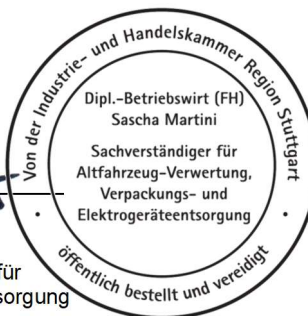 Von der Industrie- und Handelskammer Region Stuttgart
Dipl.-Betriebswirt (FH)
Sascha Martini
Sachverständiger für
Altfahrzeug-Verwertung,
Verpackungs- und
Elektrogeräteentsorgung
öffentlich bestellt und vereidigt
für
sorgung